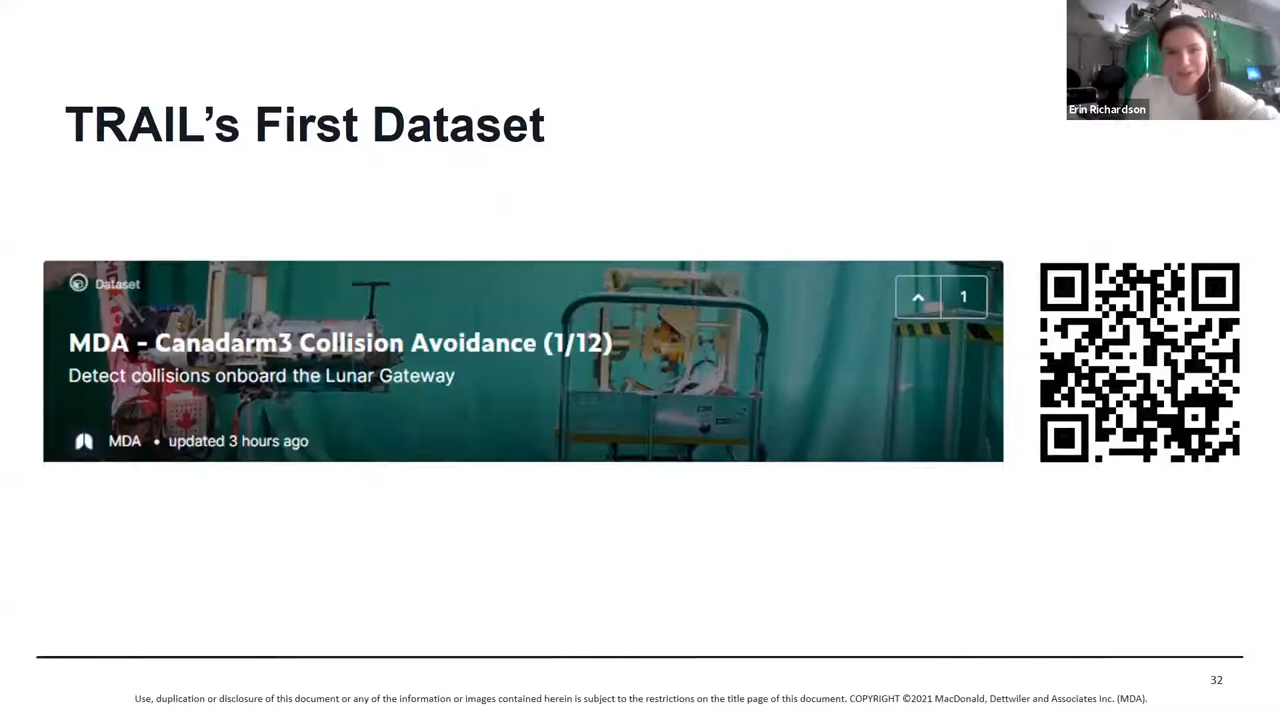 TRAIL's First Dataset
Erin Richardson
Dataset
1
MDA - Canadarm3 Collision Avoidance (1/12)
Detect collisions onboard the Lunar Gateway
MDA • updated 3 hours ago
32
Use, duplication or disclosure of this document or any of the information or images contained herein is subject to the restrictions on the title page of this document. COPYRIGHT ©2021 MacDonald, Dettwiler and Associates Inc. (MDA).